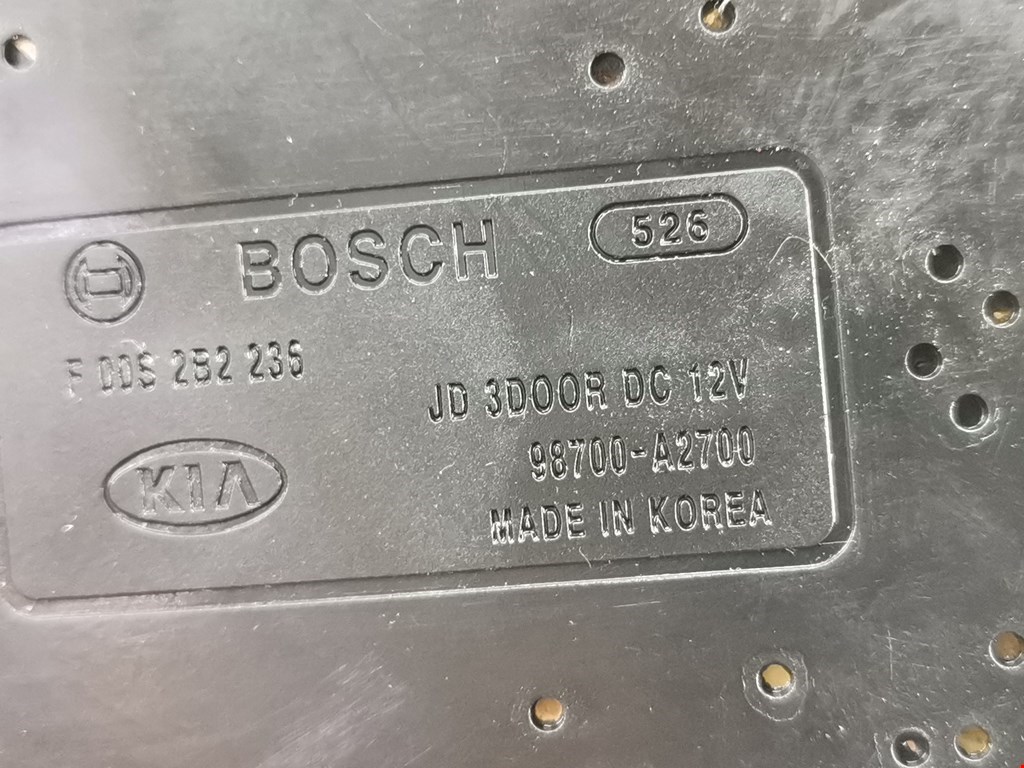 BOSCH
526
F 00S 2B2 236
JD 3DOOR DC 12V
98700-A2700
KIA
MADE IN KOREA